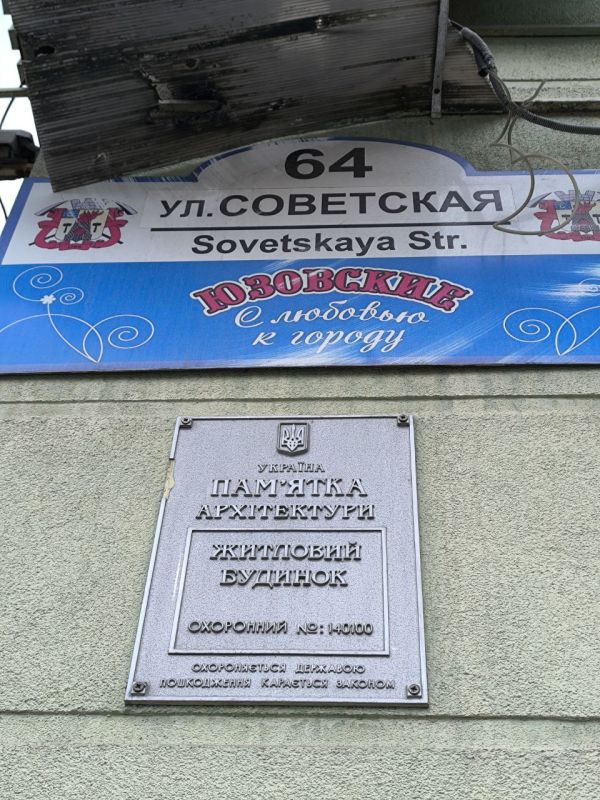 64
УЛ. СОВЕТСКАЯ
Sovetskaya Str.
ЮЗОВСКИЕ
С любовью
к городу
УКРАЇНА
ПАМ'ЯТКА
АРХІТЕКТУРИ
ЖИТЛОВИЙ
БУДИНОК
ОХОРОННИЙ №: 140100
ОХОРОНЯЄТЬСЯ ДЕРЖАВОЮ
ПОШКОДЖЕННЯ КАРАЄТЬСЯ ЗАКОНОМ